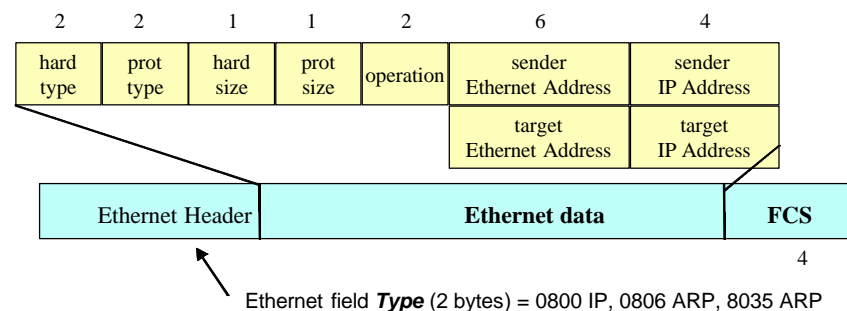 2 2 1 1 2 6 4
hard type prot type hard size prot size operation sender Ethernet Address sender IP Address
target Ethernet Address target IP Address
Ethernet Header Ethernet data FCS
4
Ethernet field Type (2 bytes) = 0800 IP, 0806 ARP, 8035 ARP